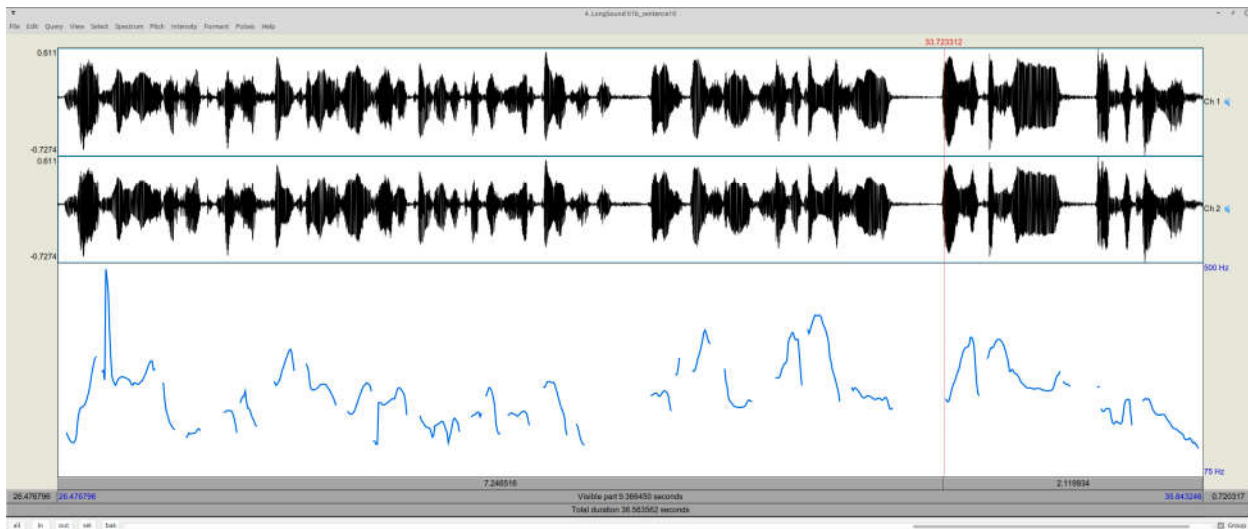 4. LongSound 51b_sentence10
File Edit Query View Select Spectrum Pitch Intensity Formant Pulses Help
33.723312
0.611
Ch 1
-0.7274
0.611
Ch 2
-0.7274
500 Hz
75 Hz
7.246516 2.119934
26.476796 26.476796 Visible part 9.366450 seconds 35.843246 0.720317
Total duration 36.563562 seconds
all in out sel bak Group